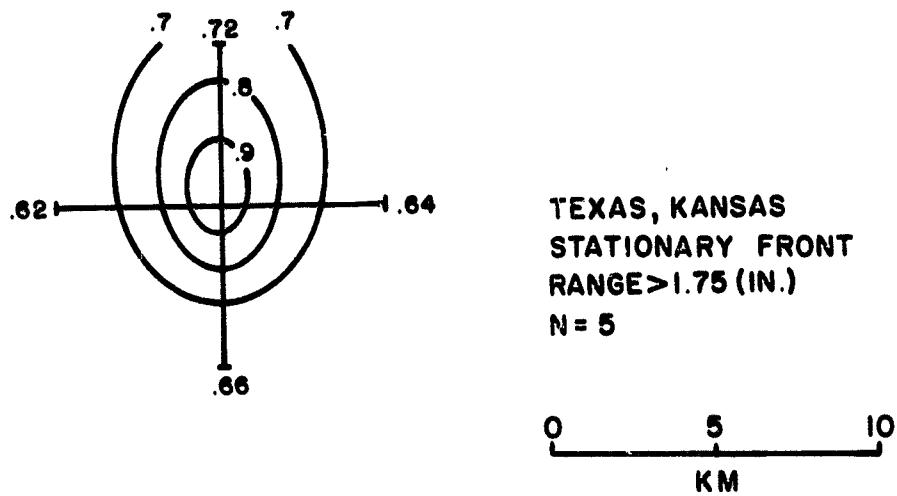 .7 .72 .7
.8
.9
.62 .64
.66
TEXAS, KANSAS
STATIONARY FRONT
RANGE>1.75 (IN.)
N = 5
0 5 10
KM